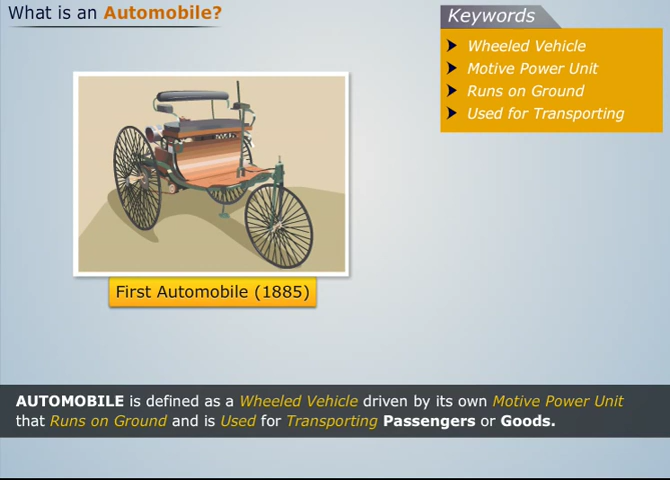 What is an Automobile?
Keywords
Wheeled Vehicle
Motive Power Unit
Runs on Ground
Used for Transporting
First Automobile (1885)
AUTOMOBILE is defined as a Wheeled Vehicle driven by its own Motive Power Unit
that Runs on Ground and is Used for Transporting Passengers or Goods.